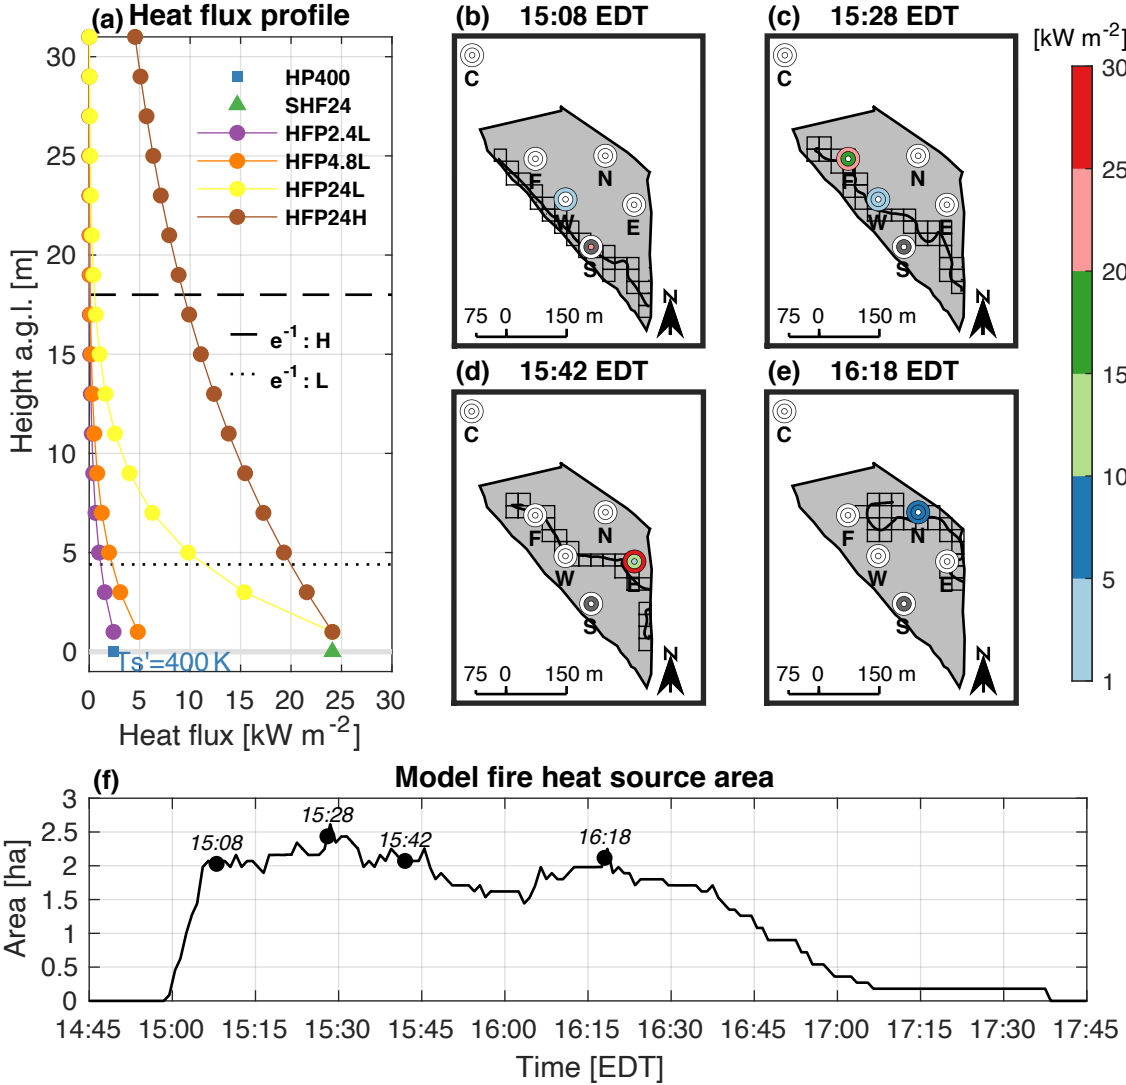 (a) Heat flux profile
30
25
20
15
10
5
0
Height a.g.l. [m]
HP400
SHF24
HFP2.4L
HFP4.8L
HFP24L
HFP24H
e⁻¹ : H
e⁻¹ : L
Ts'=400 K
0 5 10 15 20 25 30
Heat flux [kW m⁻²]
(b) 15:08 EDT
C
F
N
W
E
S
N
75 0 150 m
(c) 15:28 EDT
C
F
N
W
E
S
N
75 0 150 m
[kW m⁻²]
30
25
20
15
10
5
1
(d) 15:42 EDT
C
F
N
W
E
S
N
75 0 150 m
(e) 16:18 EDT
C
F
N
W
E
S
N
75 0 150 m
(f) Model fire heat source area
3
2.5
2
1.5
1
0.5
0
Area [ha]
15:08
15:28
15:42
16:18
14:45 15:00 15:15 15:30 15:45 16:00 16:15 16:30 16:45 17:00 17:15 17:30 17:45
Time [EDT]